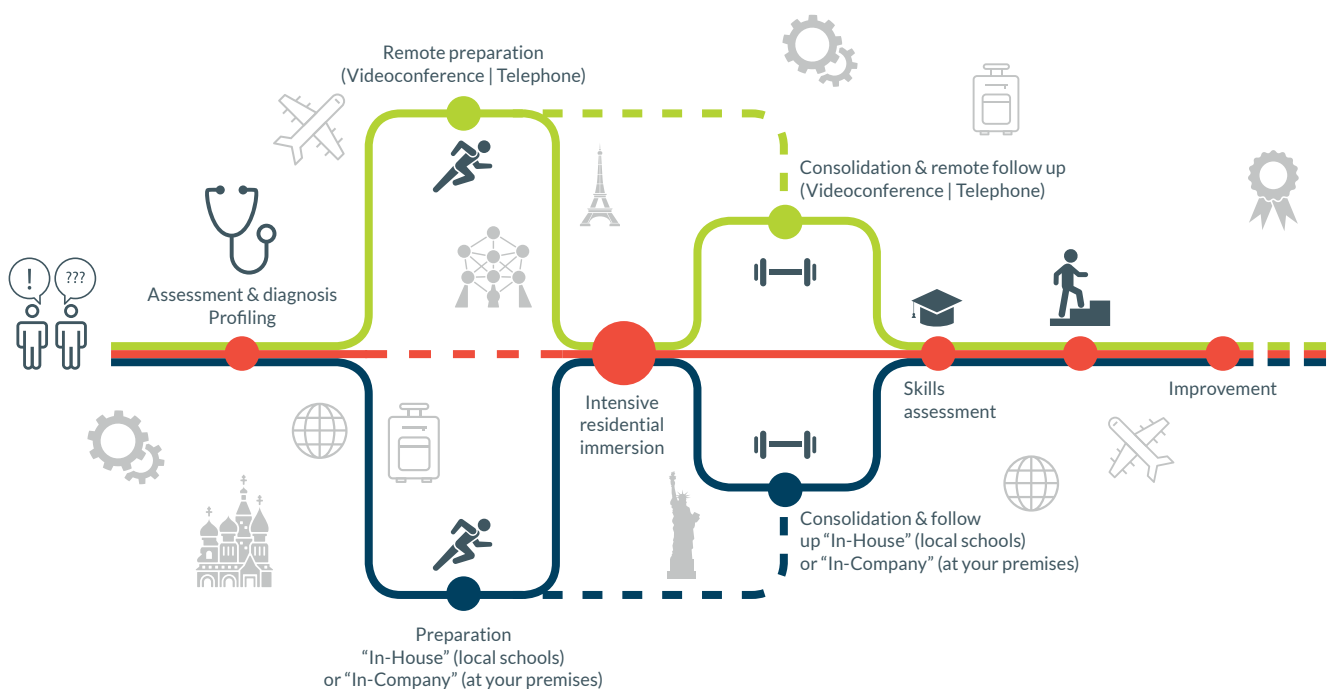 Remote preparation
(Videoconference | Telephone)
Consolidation & remote follow up
(Videoconference | Telephone)
!
???
Assessment & diagnosis
Profiling
Intensive
residential
immersion
Skills
assessment
Improvement
Consolidation & follow
up “In-House” (local schools)
or “In-Company” (at your premises)
Preparation
“In-House” (local schools)
or “In-Company” (at your premises)